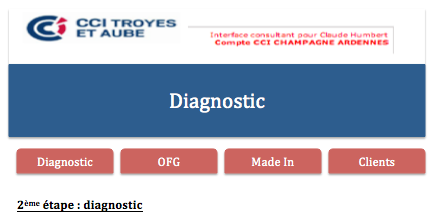 CCI TROYES
ET AUBE
Interface consultant pour Claude Humbert
Compte CCI CHAMPAGNE ARDENNES
Diagnostic
Diagnostic
OFG
Made In
Clients
2ème étape : diagnostic